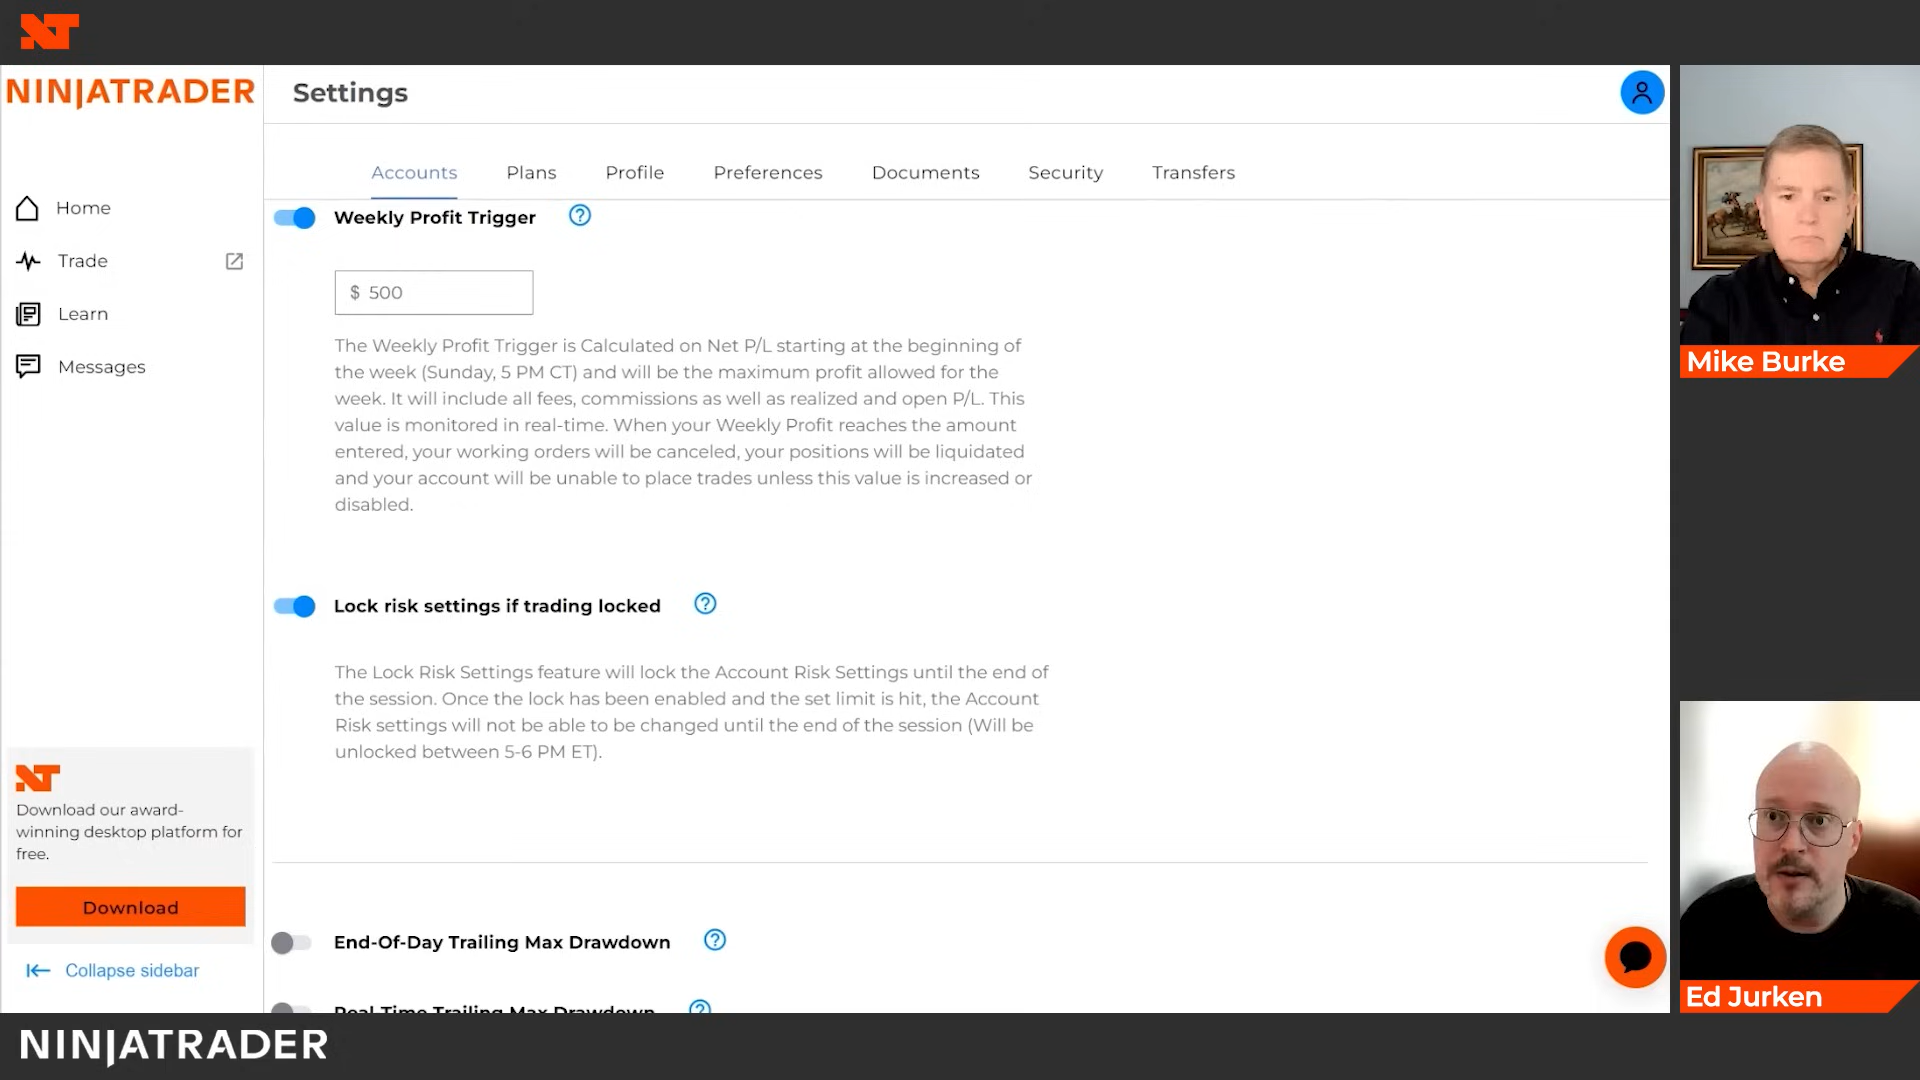 NT
NINJATRADER
Settings
Accounts
Plans
Profile
Preferences
Documents
Security
Transfers
Home
Trade
Learn
Messages
Weekly Profit Trigger
?
$ 500
The Weekly Profit Trigger is Calculated on Net P/L starting at the beginning of
the week (Sunday, 5 PM CT) and will be the maximum profit allowed for the
week. It will include all fees, commissions as well as realized and open P/L. This
value is monitored in real-time. When your Weekly Profit reaches the amount
entered, your working orders will be canceled, your positions will be liquidated
and your account will be unable to place trades unless this value is increased or
disabled.
Lock risk settings if trading locked
?
The Lock Risk Settings feature will lock the Account Risk Settings until the end of
the session. Once the lock has been enabled and the set limit is hit, the Account
Risk settings will not be able to be changed until the end of the session (Will be
unlocked between 5-6 PM ET).
End-Of-Day Trailing Max Drawdown
?
Real-Time Trailing Max Drawdown
?
NT
Download our award-
winning desktop platform for
free.
Download
Collapse sidebar
Mike Burke
Ed Jurken
NINJATRADER